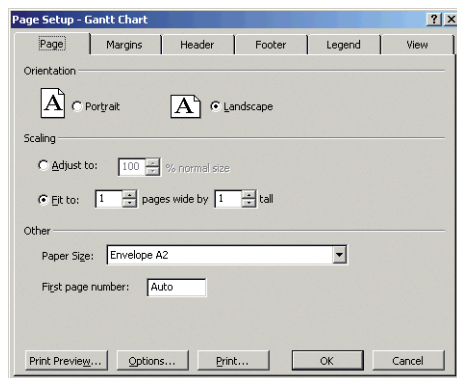 Page Setup - Gantt Chart
Page Margins Header Footer Legend View
Orientation
A Portrait A Landscape
Scaling
Adjust to: 100 % normal size
Fit to: 1 pages wide by 1 tall
Other
Paper Size: Envelope A2
First page number: Auto
Print Preview... Options... Print... OK Cancel